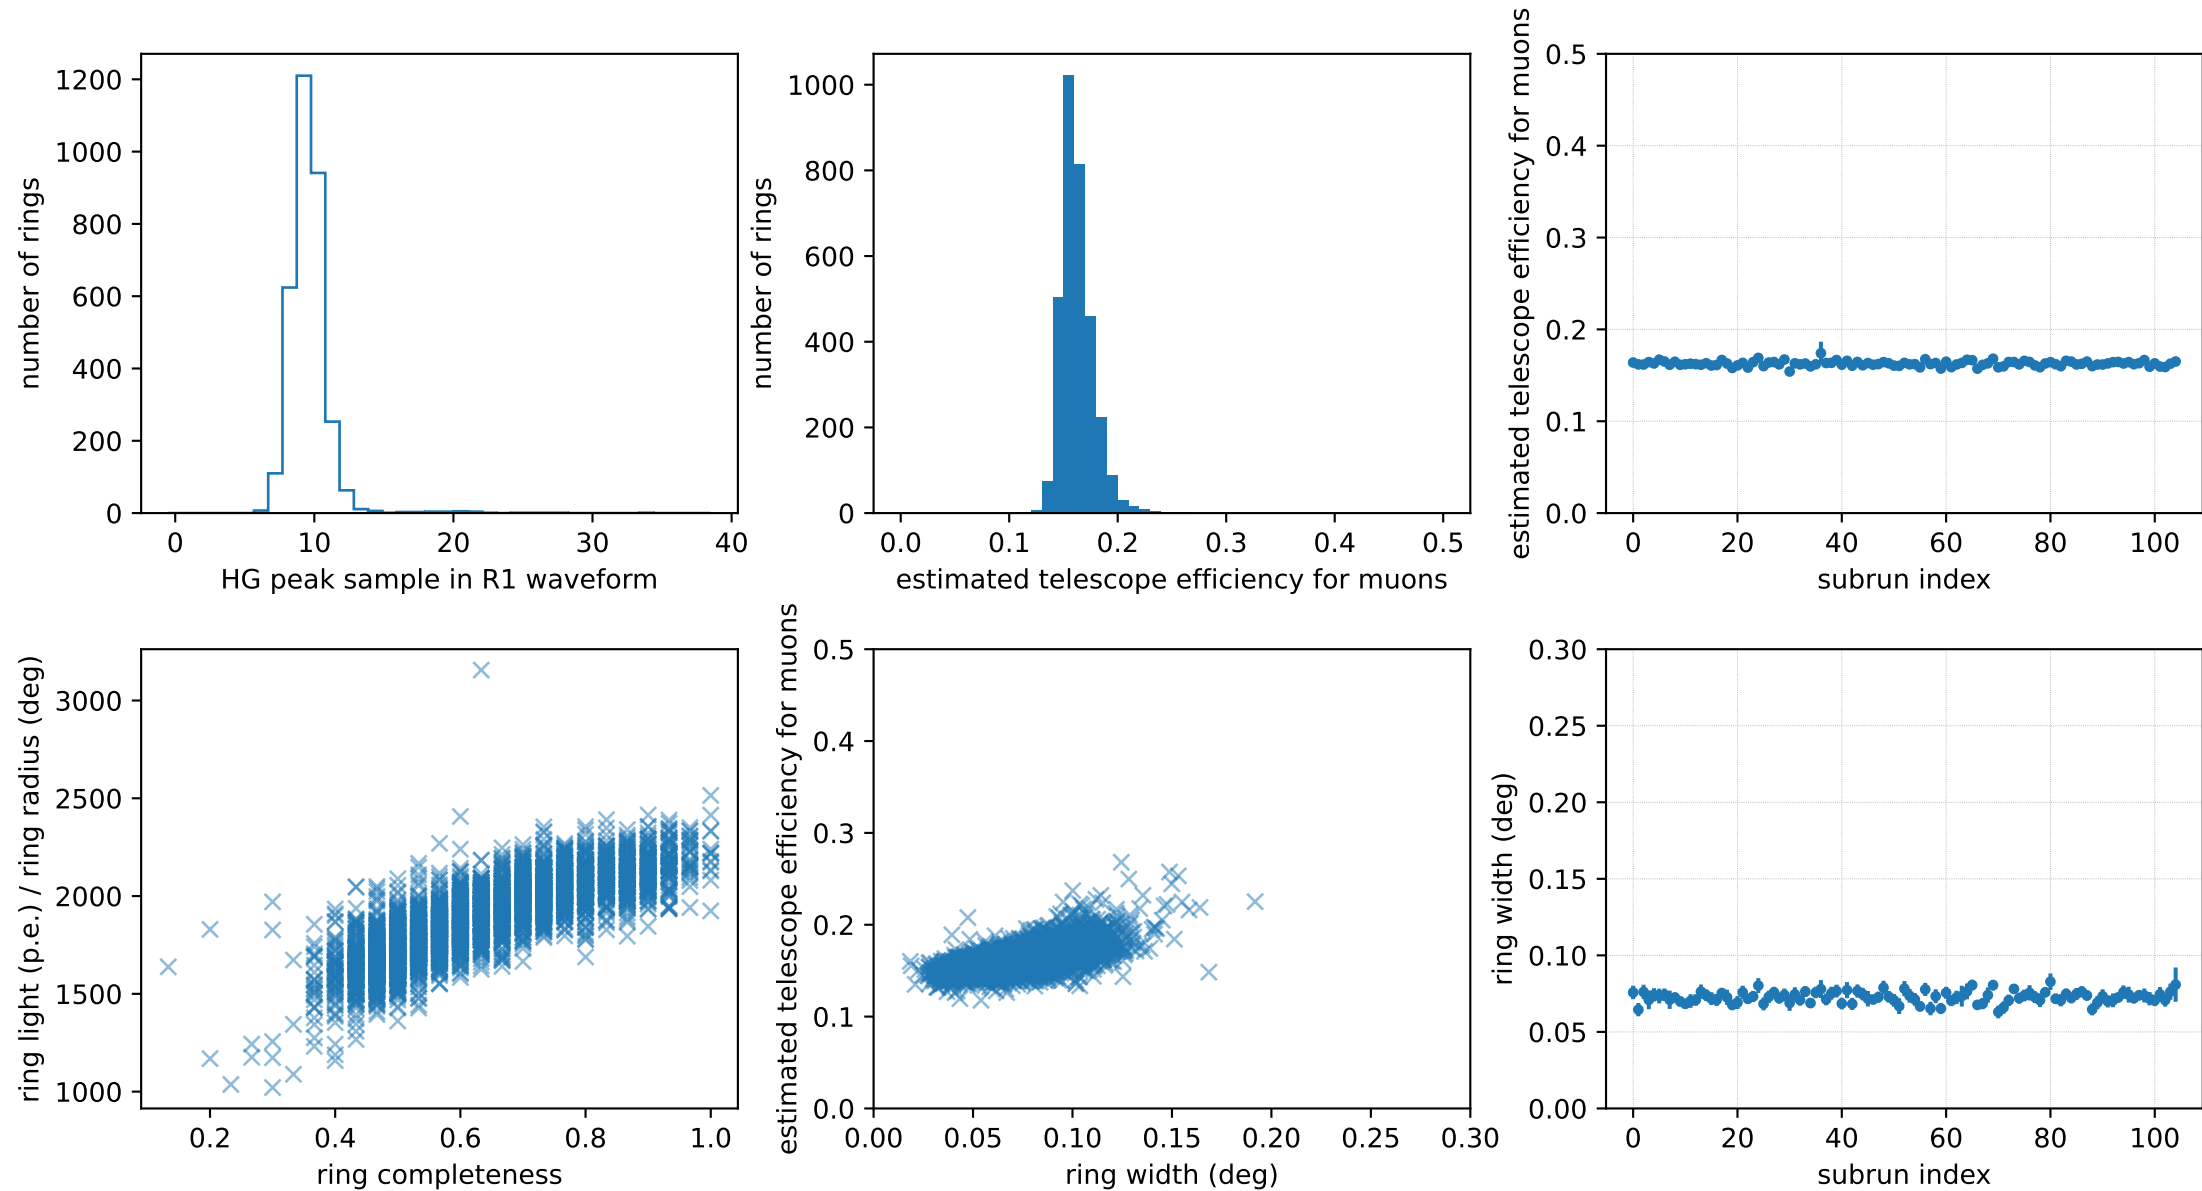 number of rings
1200
1000
800
600
400
200
0
0 10 20 30 40
HG peak sample in R1 waveform
number of rings
1000
800
600
400
200
0
0.0 0.1 0.2 0.3 0.4 0.5
estimated telescope efficiency for muons
estimated telescope efficiency for muons
0.5
0.4
0.3
0.2
0.1
0.0
0 20 40 60 80 100
subrun index
ring light (p.e.) / ring radius (deg)
3000
2500
2000
1500
1000
0.2 0.4 0.6 0.8 1.0
ring completeness
estimated telescope efficiency for muons
0.5
0.4
0.3
0.2
0.1
0.0
0.00 0.05 0.10 0.15 0.20 0.25 0.30
ring width (deg)
ring width (deg)
0.30
0.25
0.20
0.15
0.10
0.05
0.00
0 20 40 60 80 100
subrun index